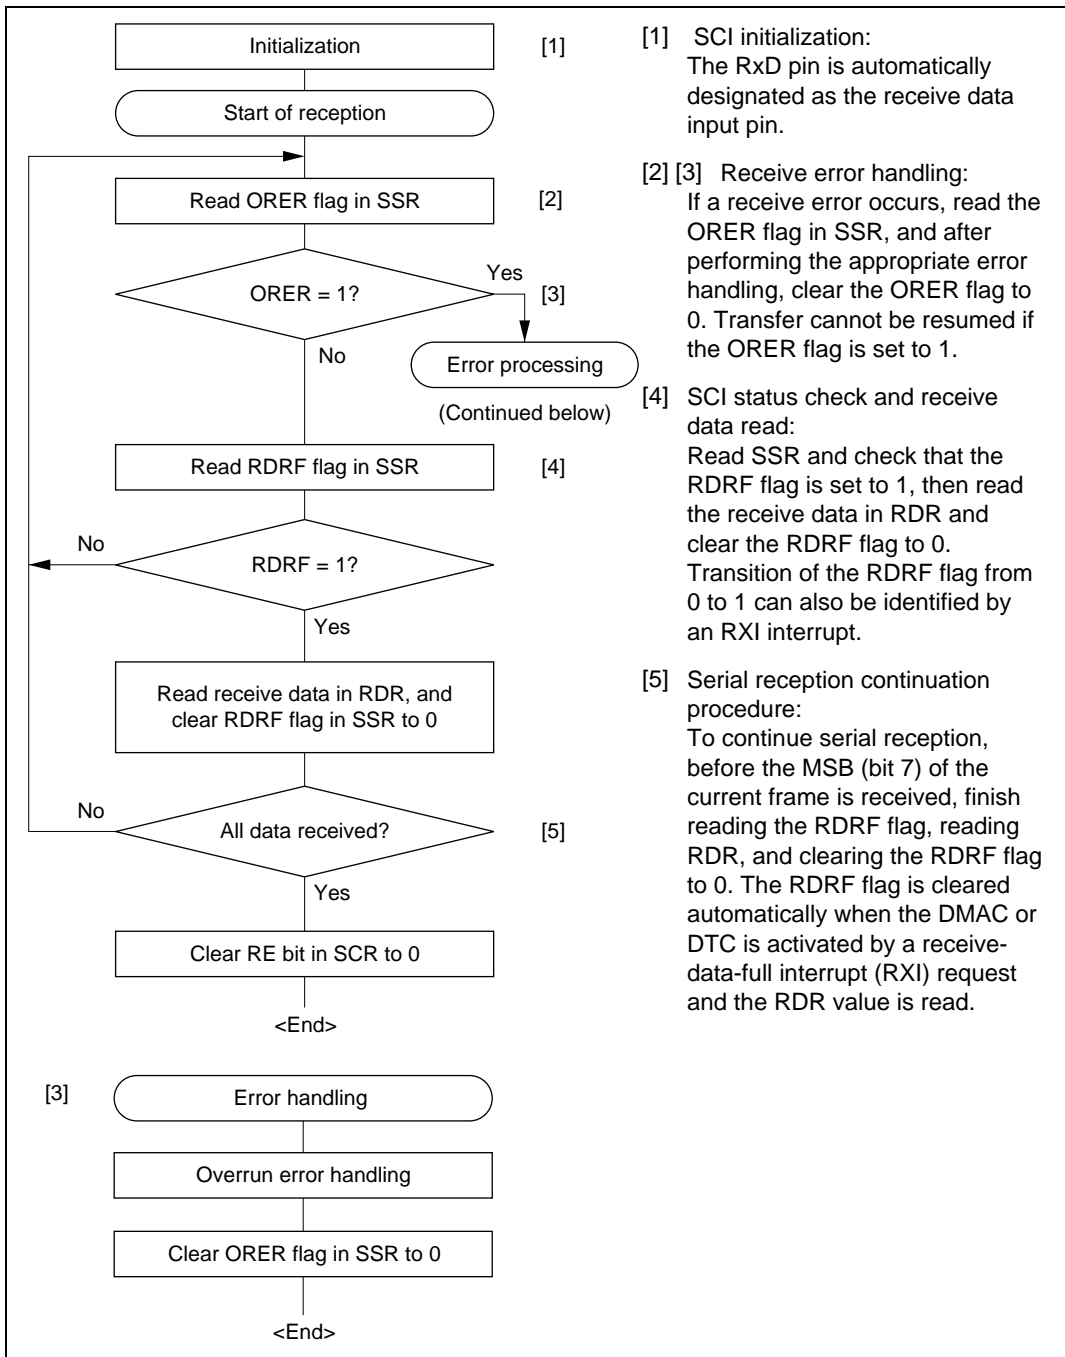 Initialization
[1]
Start of reception
Read ORER flag in SSR
[2]
ORER = 1?
Yes
[3]
No
Error processing
(Continued below)
Read RDRF flag in SSR
[4]
No
RDRF = 1?
Yes
Read receive data in RDR, and
clear RDRF flag in SSR to 0
No
All data received?
[5]
Yes
Clear RE bit in SCR to 0
<End>
[3]
Error handling
Overrun error handling
Clear ORER flag in SSR to 0
<End>
[1] SCI initialization:
The RxD pin is automatically
designated as the receive data
input pin.
[2] [3] Receive error handling:
If a receive error occurs, read the
ORER flag in SSR, and after
performing the appropriate error
handling, clear the ORER flag to
0. Transfer cannot be resumed if
the ORER flag is set to 1.
[4] SCI status check and receive
data read:
Read SSR and check that the
RDRF flag is set to 1, then read
the receive data in RDR and
clear the RDRF flag to 0.
Transition of the RDRF flag from
0 to 1 can also be identified by
an RXI interrupt.
[5] Serial reception continuation
procedure:
To continue serial reception,
before the MSB (bit 7) of the
current frame is received, finish
reading the RDRF flag, reading
RDR, and clearing the RDRF flag
to 0. The RDRF flag is cleared
automatically when the DMAC or
DTC is activated by a receive-
data-full interrupt (RXI) request
and the RDR value is read.